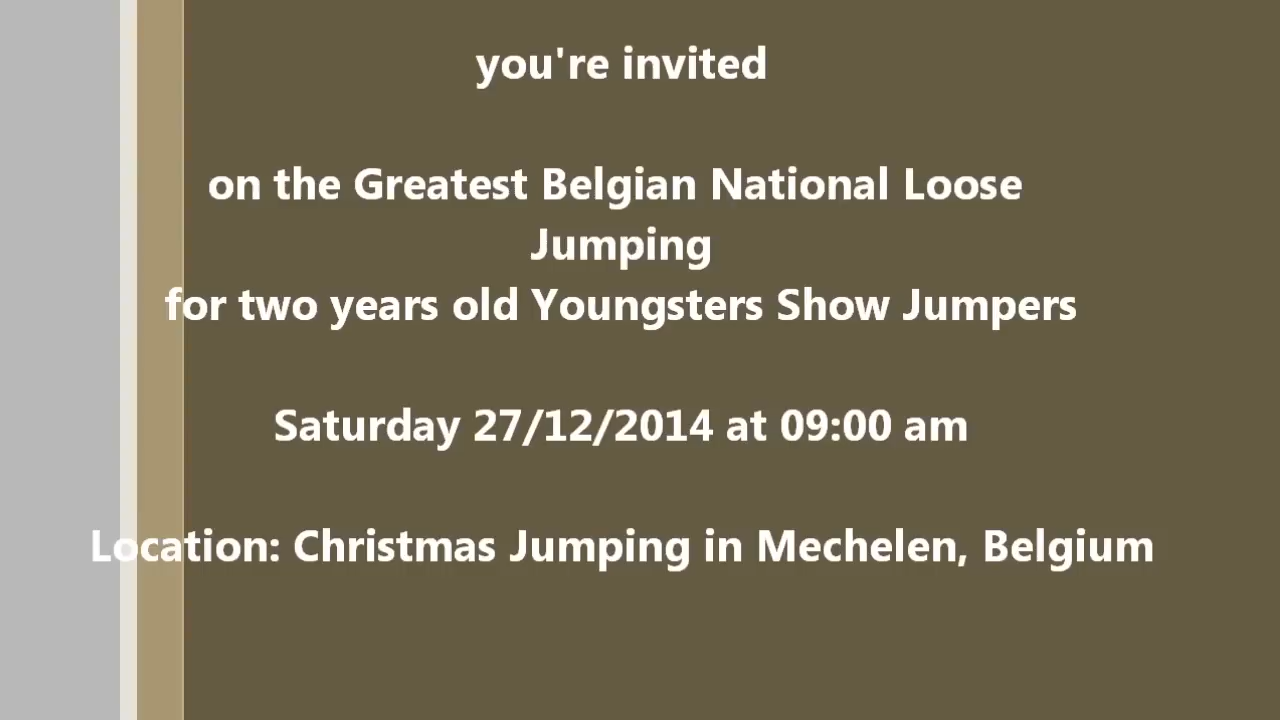 you're invited
on the Greatest Belgian National Loose
Jumping
for two years old Youngsters Show Jumpers
Saturday 27/12/2014 at 09:00 am
Location: Christmas Jumping in Mechelen, Belgium